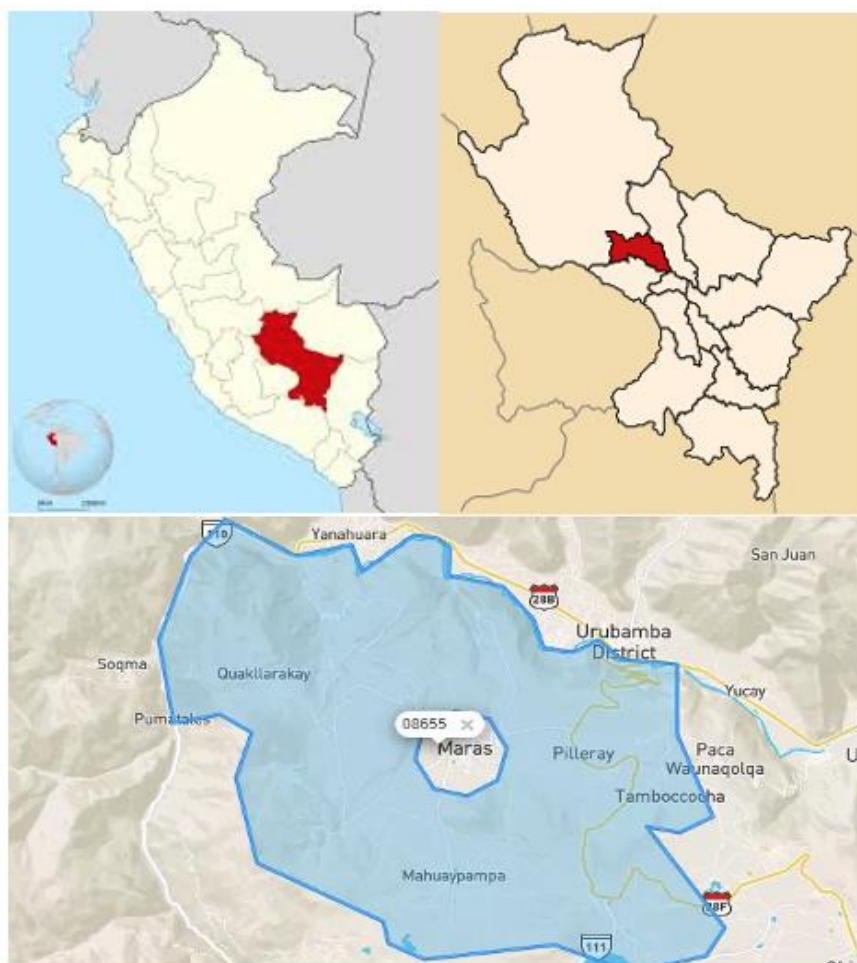 110
Yanahuara
San Juan
28B
Urubamba
District
Soqma
Quakllarakay
Yucay
Pumatales
08655 ×
Maras
Pilleray
Paca
Waunaqolqa
U
Tamboccocha
Mahuaypampa
28F
111